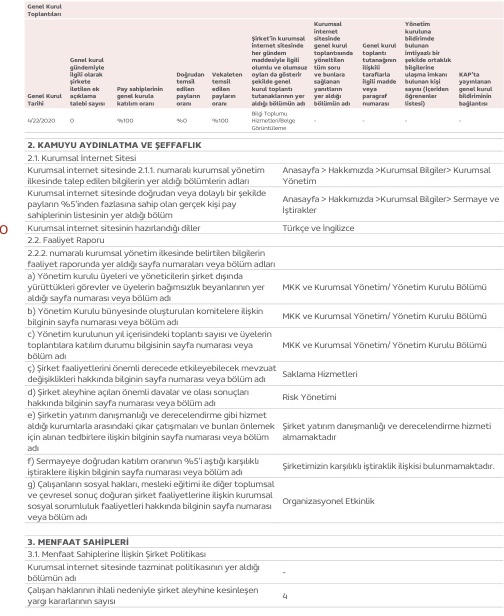 Genel Kurul
Toplantıları
Genel Kurul
Tarihi
Genel kurul
gündemiyle
ilgili olarak
şirkete
iletilen ek
açıklama
talebi sayısı
Pay sahiplerinin
genel kurula
katılım oranı
Doğrudan
temsil
edilen
payların
oranı
Vekaleten
temsil
edilen
payların
oranı
Şirket'in kurumsal
internet sitesinde
her gündem
maddesiyle ilgili
olumlu ve olumsuz
oyları da gösterir
şekilde genel
kurul toplantı
tutanaklarının yer
aldığı bölümün adı
Kurumsal
internet
sitesinde
genel kurul
toplantısında
yöneltilen
tüm soru
ve bunlara
sağlanan
yanıtların
yer aldığı
bölümün adı
Genel kurul
toplantı
tutanağının
ilişkili
taraflarla
ilgili madde
veya
paragraf
numarası
Yönetim
kuruluna
bildirimde
bulunan
imtiyazlı bir
şekilde ortaklık
bilgilerine
ulaşma imkanı
bulunan kişi
sayısı (İçeriden
öğrenenler
listesi)
KAP'ta
yayınlanan
genel kurul
bildiriminin
bağlantısı
4/22/2020 0 %100 %0 %100 Bilgi Toplumu
Hizmetleri/Belge
Görüntüleme - - - -
2. KAMUYU AYDINLATMA VE ŞEFFAFLIK
2.1. Kurumsal İnternet Sitesi
Kurumsal internet sitesinde 2.1.1. numaralı kurumsal yönetim
ilkesinde talep edilen bilgilerin yer aldığı bölümlerin adları
Anasayfa > Hakkımızda >Kurumsal Bilgiler> Kurumsal
Yönetim
Kurumsal internet sitesinde doğrudan veya dolaylı bir şekilde
payların %5'inden fazlasına sahip olan gerçek kişi pay
sahiplerinin listesinin yer aldığı bölüm
Anasayfa > Hakkımızda >Kurumsal Bilgiler> Sermaye ve
İştirakler
Kurumsal internet sitesinin hazırlandığı diller Türkçe ve İngilizce
2.2. Faaliyet Raporu
2.2.2. numaralı kurumsal yönetim ilkesinde belirtilen bilgilerin
faaliyet raporunda yer aldığı sayfa numaraları veya bölüm adları
a) Yönetim kurulu üyeleri ve yöneticilerin şirket dışında
yürüttükleri görevler ve üyelerin bağımsızlık beyanlarının yer
aldığı sayfa numarası veya bölüm adı
MKK ve Kurumsal Yönetim/ Yönetim Kurulu Bölümü
b) Yönetim Kurulu bünyesinde oluşturulan komitelere ilişkin
bilginin sayfa numarası veya bölüm adı
MKK ve Kurumsal Yönetim/ Yönetim Kurulu Bölümü
c) Yönetim kurulunun yıl içerisindeki toplantı sayısı ve üyelerin
toplantılara katılım durumu bilgisinin sayfa numarası veya
bölüm adı
MKK ve Kurumsal Yönetim/ Yönetim Kurulu Bölümü
ç) Şirket faaliyetlerini önemli derecede etkileyebilecek mevzuat
değişiklikleri hakkında bilginin sayfa numarası veya bölüm adı
Saklama Hizmetleri
d) Şirket aleyhine açılan önemli davalar ve olası sonuçları
hakkında bilginin sayfa numarası veya bölüm adı
Risk Yönetimi
e) Şirketin yatırım danışmanlığı ve derecelendirme gibi hizmet
aldığı kurumlarla arasındaki çıkar çatışmaları ve bunları önlemek
için alınan tedbirlere ilişkin bilginin sayfa numarası veya bölüm
adı
Şirket yatırım danışmanlığı ve derecelendirme hizmeti
almamaktadır
f) Sermayeye doğrudan katılım oranının %5'i aştığı karşılıklı
iştiraklere ilişkin bilginin sayfa numarası veya bölüm adı
Şirketimizin karşılıklı iştiraklik ilişkisi bulunmamaktadır.
g) Çalışanların sosyal hakları, mesleki eğitimi ile diğer toplumsal
ve çevresel sonuç doğuran şirket faaliyetlerine ilişkin kurumsal
sosyal sorumluluk faaliyetleri hakkında bilginin sayfa numarası
veya bölüm adı
Organizasyonel Etkinlik
3. MENFAAT SAHİPLERİ
3.1. Menfaat Sahiplerine İlişkin Şirket Politikası
Kurumsal internet sitesinde tazminat politikasının yer aldığı
bölümün adı
-
Çalışan haklarının ihlali nedeniyle şirket aleyhine kesinleşen
yargı kararlarının sayısı
4